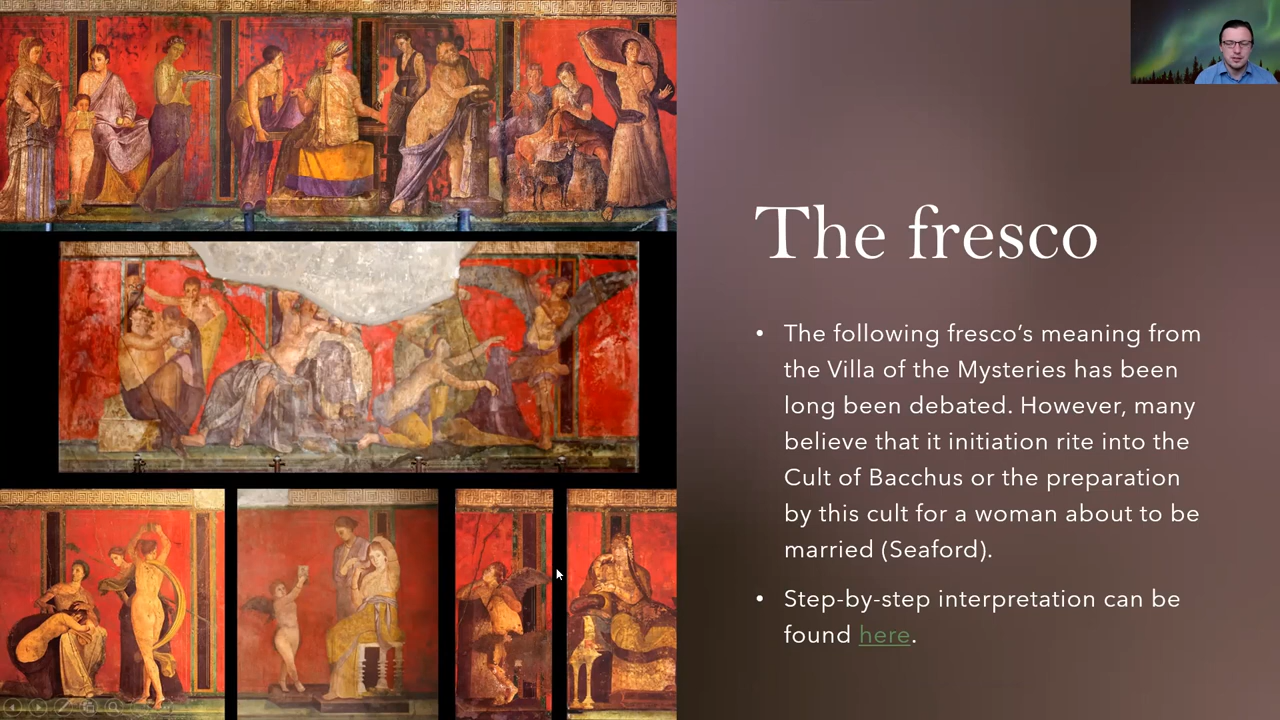 The fresco
• The following fresco’s meaning from
the Villa of the Mysteries has been
long been debated. However, many
believe that it initiation rite into the
Cult of Bacchus or the preparation
by this cult for a woman about to be
married (Seaford).
• Step-by-step interpretation can be
found here.